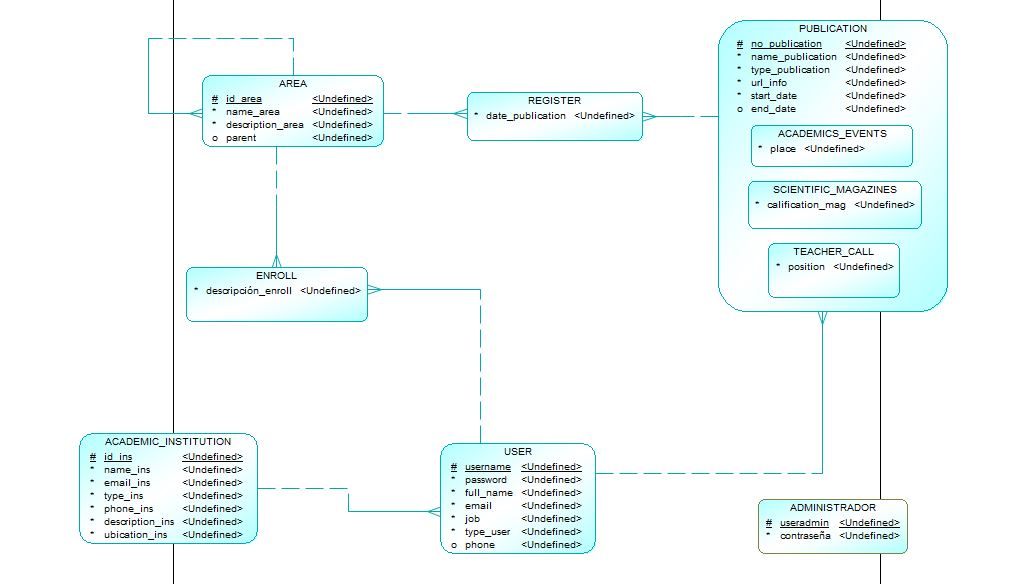 PUBLICATION
# no_publication <Undefined>
* name_publication <Undefined>
* type_publication <Undefined>
* url_info <Undefined>
* start_date <Undefined>
o end_date <Undefined>
ACADEMICS_EVENTS
* place <Undefined>
SCIENTIFIC_MAGAZINES
* calification_mag <Undefined>
TEACHER_CALL
* position <Undefined>
AREA
# id_area <Undefined>
* name_area <Undefined>
* description_area <Undefined>
o parent <Undefined>
REGISTER
* date_publication <Undefined>
ENROLL
* descripción_enroll <Undefined>
ACADEMIC_INSTITUTION
# id_ins <Undefined>
* name_ins <Undefined>
* email_ins <Undefined>
* type_ins <Undefined>
* phone_ins <Undefined>
* description_ins <Undefined>
* ubication_ins <Undefined>
USER
# username <Undefined>
* password <Undefined>
* full_name <Undefined>
* email <Undefined>
* job <Undefined>
* type_user <Undefined>
o phone <Undefined>
ADMINISTRADOR
# useradmin <Undefined>
* contraseña <Undefined>